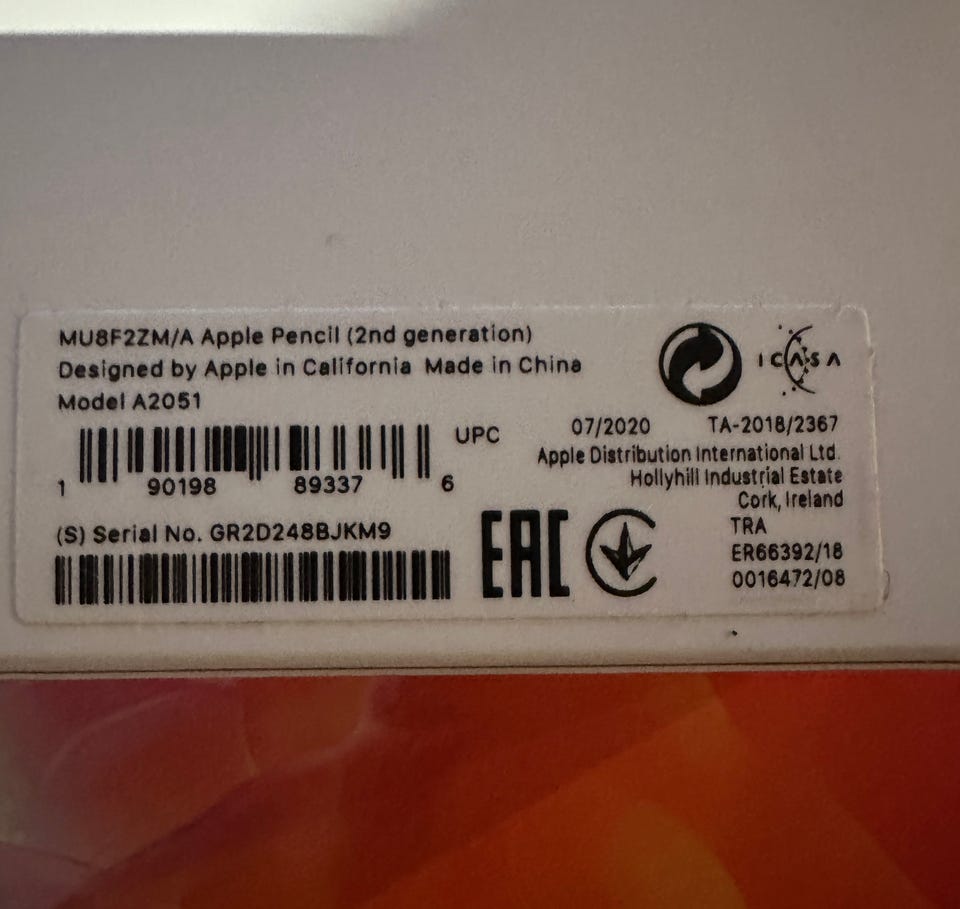 MU8F2ZM/A Apple Pencil (2nd generation)
Designed by Apple in California Made in China
Model A2051
UPC
1 90198 89337 6
(S) Serial No. GR2D248BJKM9
ICASA
07/2020 TA-2018/2367
Apple Distribution International Ltd.
Hollyhill Industrial Estate
Cork, Ireland
EAC
TRA
ER66392/18
0016472/08